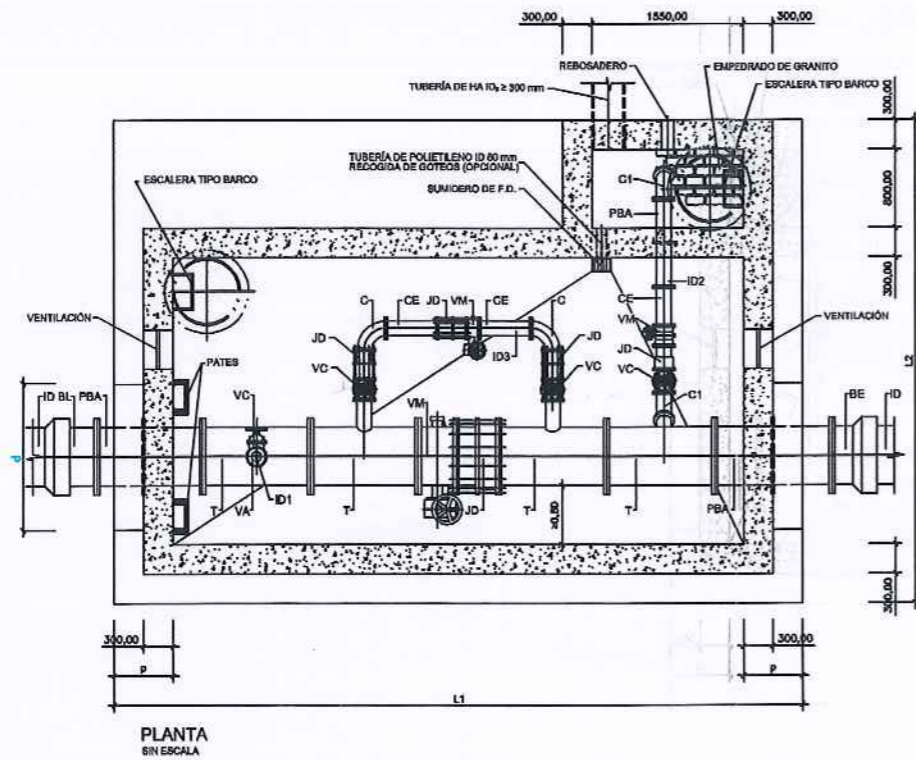 300,00
1550,00
300,00
REBOSADERO
EMPEDRADO DE GRANITO
TUBERÍA DE HA ID, ≥ 300 mm
ESCALERA TIPO BARCO
300,00
TUBERÍA DE POLIETILENO ID 80 mm
RECOGIDA DE GOTEOS (OPCIONAL)
ESCALERA TIPO BARCO
SUMIDERO DE F.D.
C1
800,00
PBA
300,00
C
CE
JD
VM
CE
C
ID2
CE
VENTILACIÓN
VM
VENTILACIÓN
JD
ID3
JD
JD
L2
PATES
VC
VC
VC
C1
ID
BL
PBA
VC
VM
BE
ID
d
ID1
T
VA
T
JD
T
T
PBA
≥0,60
300,00
300,00
300,00
P
P
L1
PLANTA
SIN ESCALA